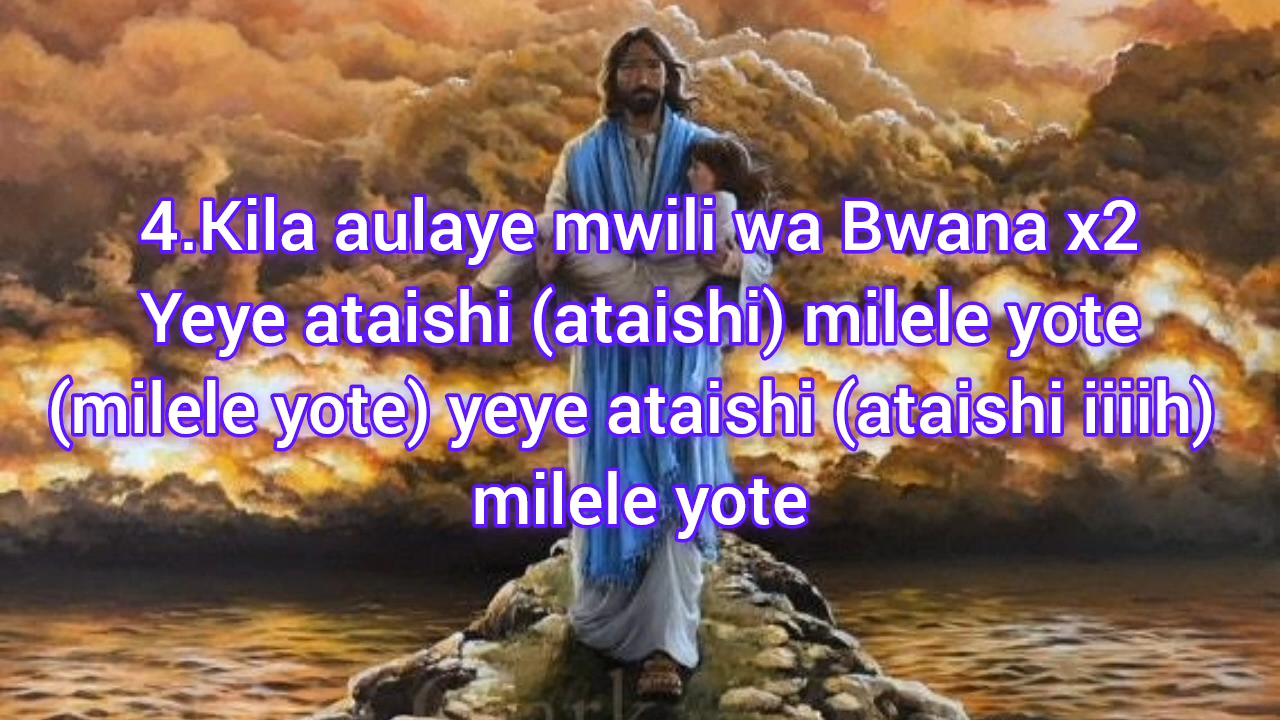 4.Kila aulaye mwili wa Bwana x2
Yeye ataishi (ataishi) milele yote
(milele yote) yeye ataishi (ataishi iiiih)
milele yote